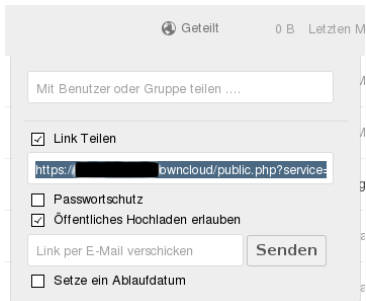 Geteilt 0 B Letzten M
Mit Benutzer oder Gruppe teilen ....
Link Teilen
https:// owncloud/public.php?service=
Passwortschutz
Öffentliches Hochladen erlauben
Link per E-Mail verschicken Senden
Setze ein Ablaufdatum